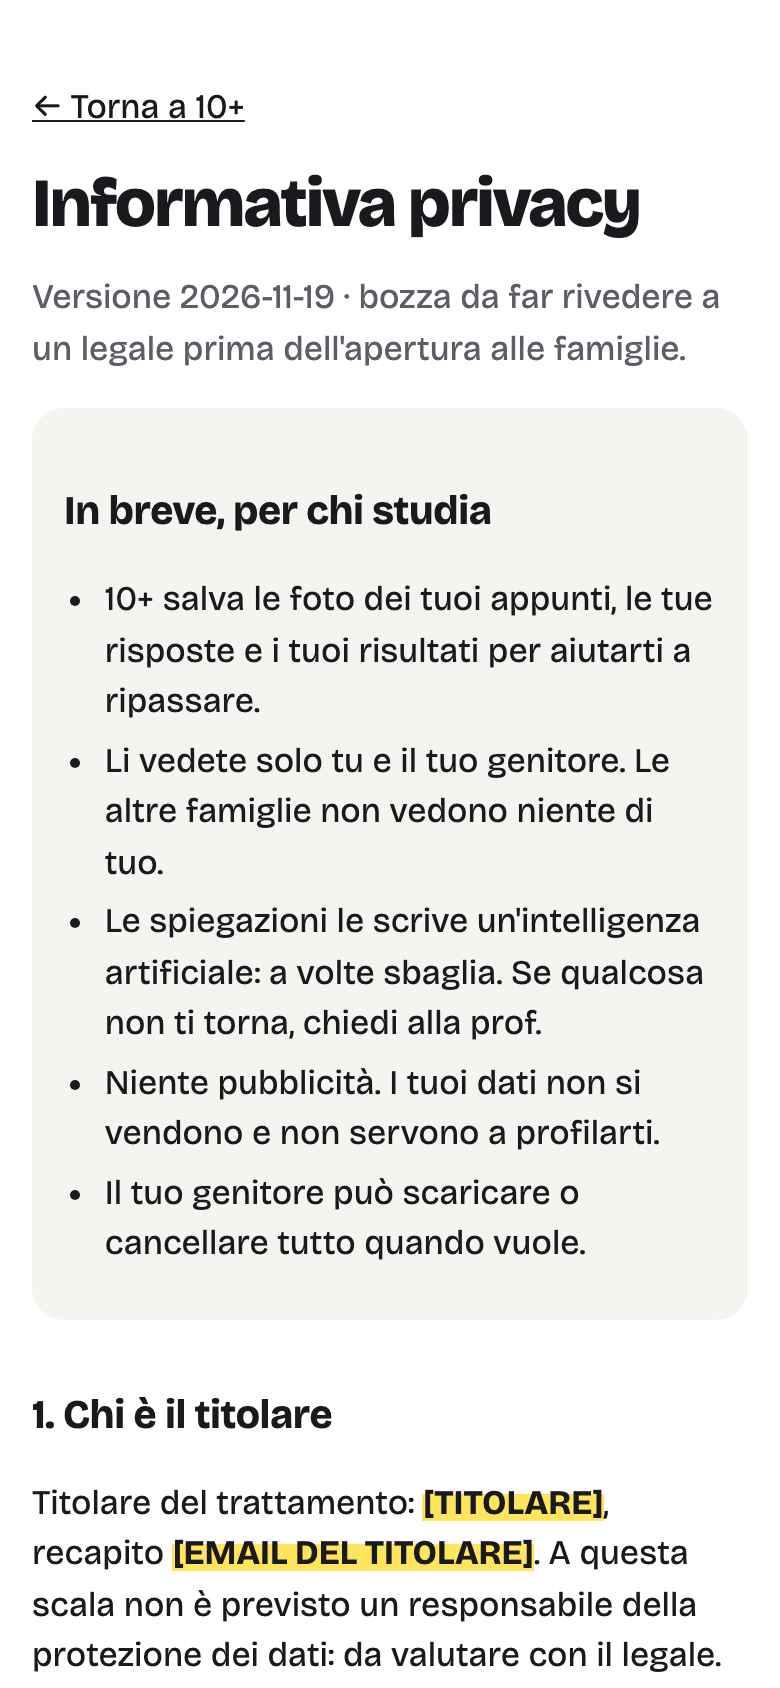 ← Torna a 10+
Informativa privacy
Versione 2026-11-19 · bozza da far rivedere a
un legale prima dell'apertura alle famiglie.
In breve, per chi studia
• 10+ salva le foto dei tuoi appunti, le tue
risposte e i tuoi risultati per aiutarti a
ripassare.
• Li vedete solo tu e il tuo genitore. Le
altre famiglie non vedono niente di
tuo.
• Le spiegazioni le scrive un'intelligenza
artificiale: a volte sbaglia. Se qualcosa
non ti torna, chiedi alla prof.
• Niente pubblicità. I tuoi dati non si
vendono e non servono a profilarti.
• Il tuo genitore può scaricare o
cancellare tutto quando vuole.
1. Chi è il titolare
Titolare del trattamento: [TITOLARE],
recapito [EMAIL DEL TITOLARE]. A questa
scala non è previsto un responsabile della
protezione dei dati: da valutare con il legale.